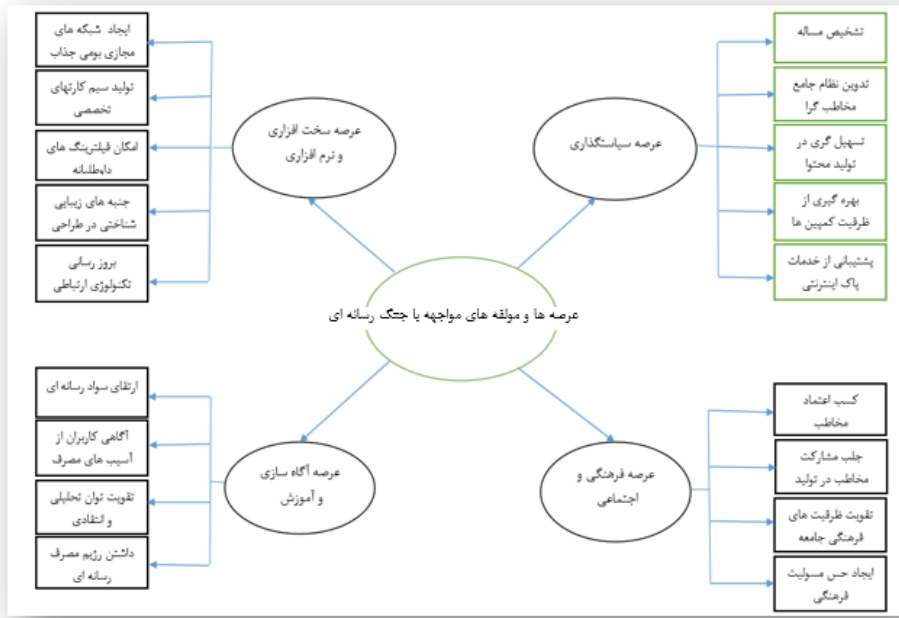 تشخیص مساله
تدوین نظام جامع
مخاطب گرا
تسهیل گری در
تولید محتوا
بهره گیری از
ظرفیت کمپین ها
پشتیبانی از خدمات
پاک اینترنتی
عرصه سیاستگذاری
ایجاد شبکه های
مجازی بومی جذاب
تولید سیم کارتهای
تخصصی
امکان فیلترینگ های
داوطلبانه
جنبه های زیبایی
شناختی در طراحی
بروز رسانی
تکنولوژی ارتباطی
عرصه سخت افزاری
و نرم افزاری
عرصه ها و مولفه های مواجهه با جنگ رسانه ای
کسب اعتماد
مخاطب
جلب مشارکت
مخاطب در تولید
تقویت ظرفیت های
فرهنگی جامعه
ایجاد حس مسولیت
فرهنگی
عرصه فرهنگی و
اجتماعی
ارتقای سواد رسانه ای
آگاهی کاربران از
آسیب های مصرف
تقویت توان تحلیلی
و انتقادی
داشتن رژیم مصرف
رسانه ای
عرصه آگاه سازی
و آموزش